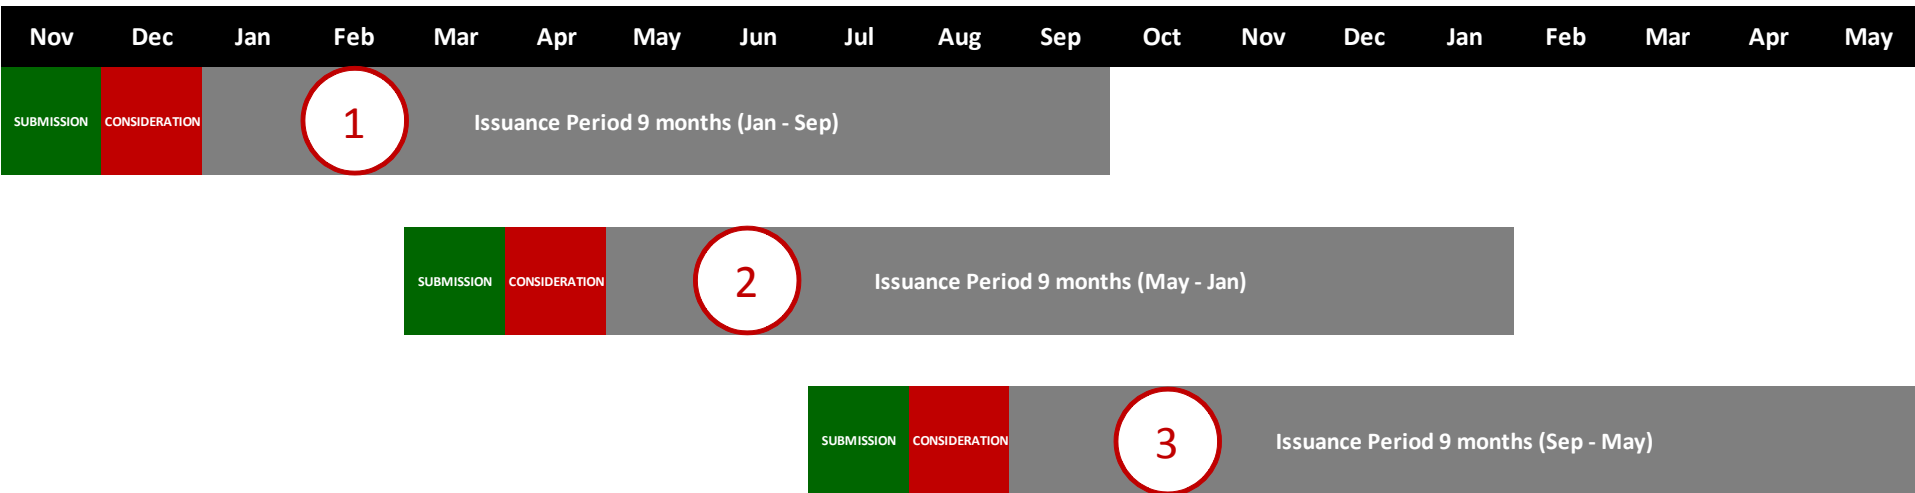 Nov Dec Jan Feb Mar Apr May Jun Jul Aug Sep Oct Nov Dec Jan Feb Mar Apr May
SUBMISSION CONSIDERATION 1 Issuance Period 9 months (Jan - Sep)
SUBMISSION CONSIDERATION 2 Issuance Period 9 months (May - Jan)
SUBMISSION CONSIDERATION 3 Issuance Period 9 months (Sep - May)